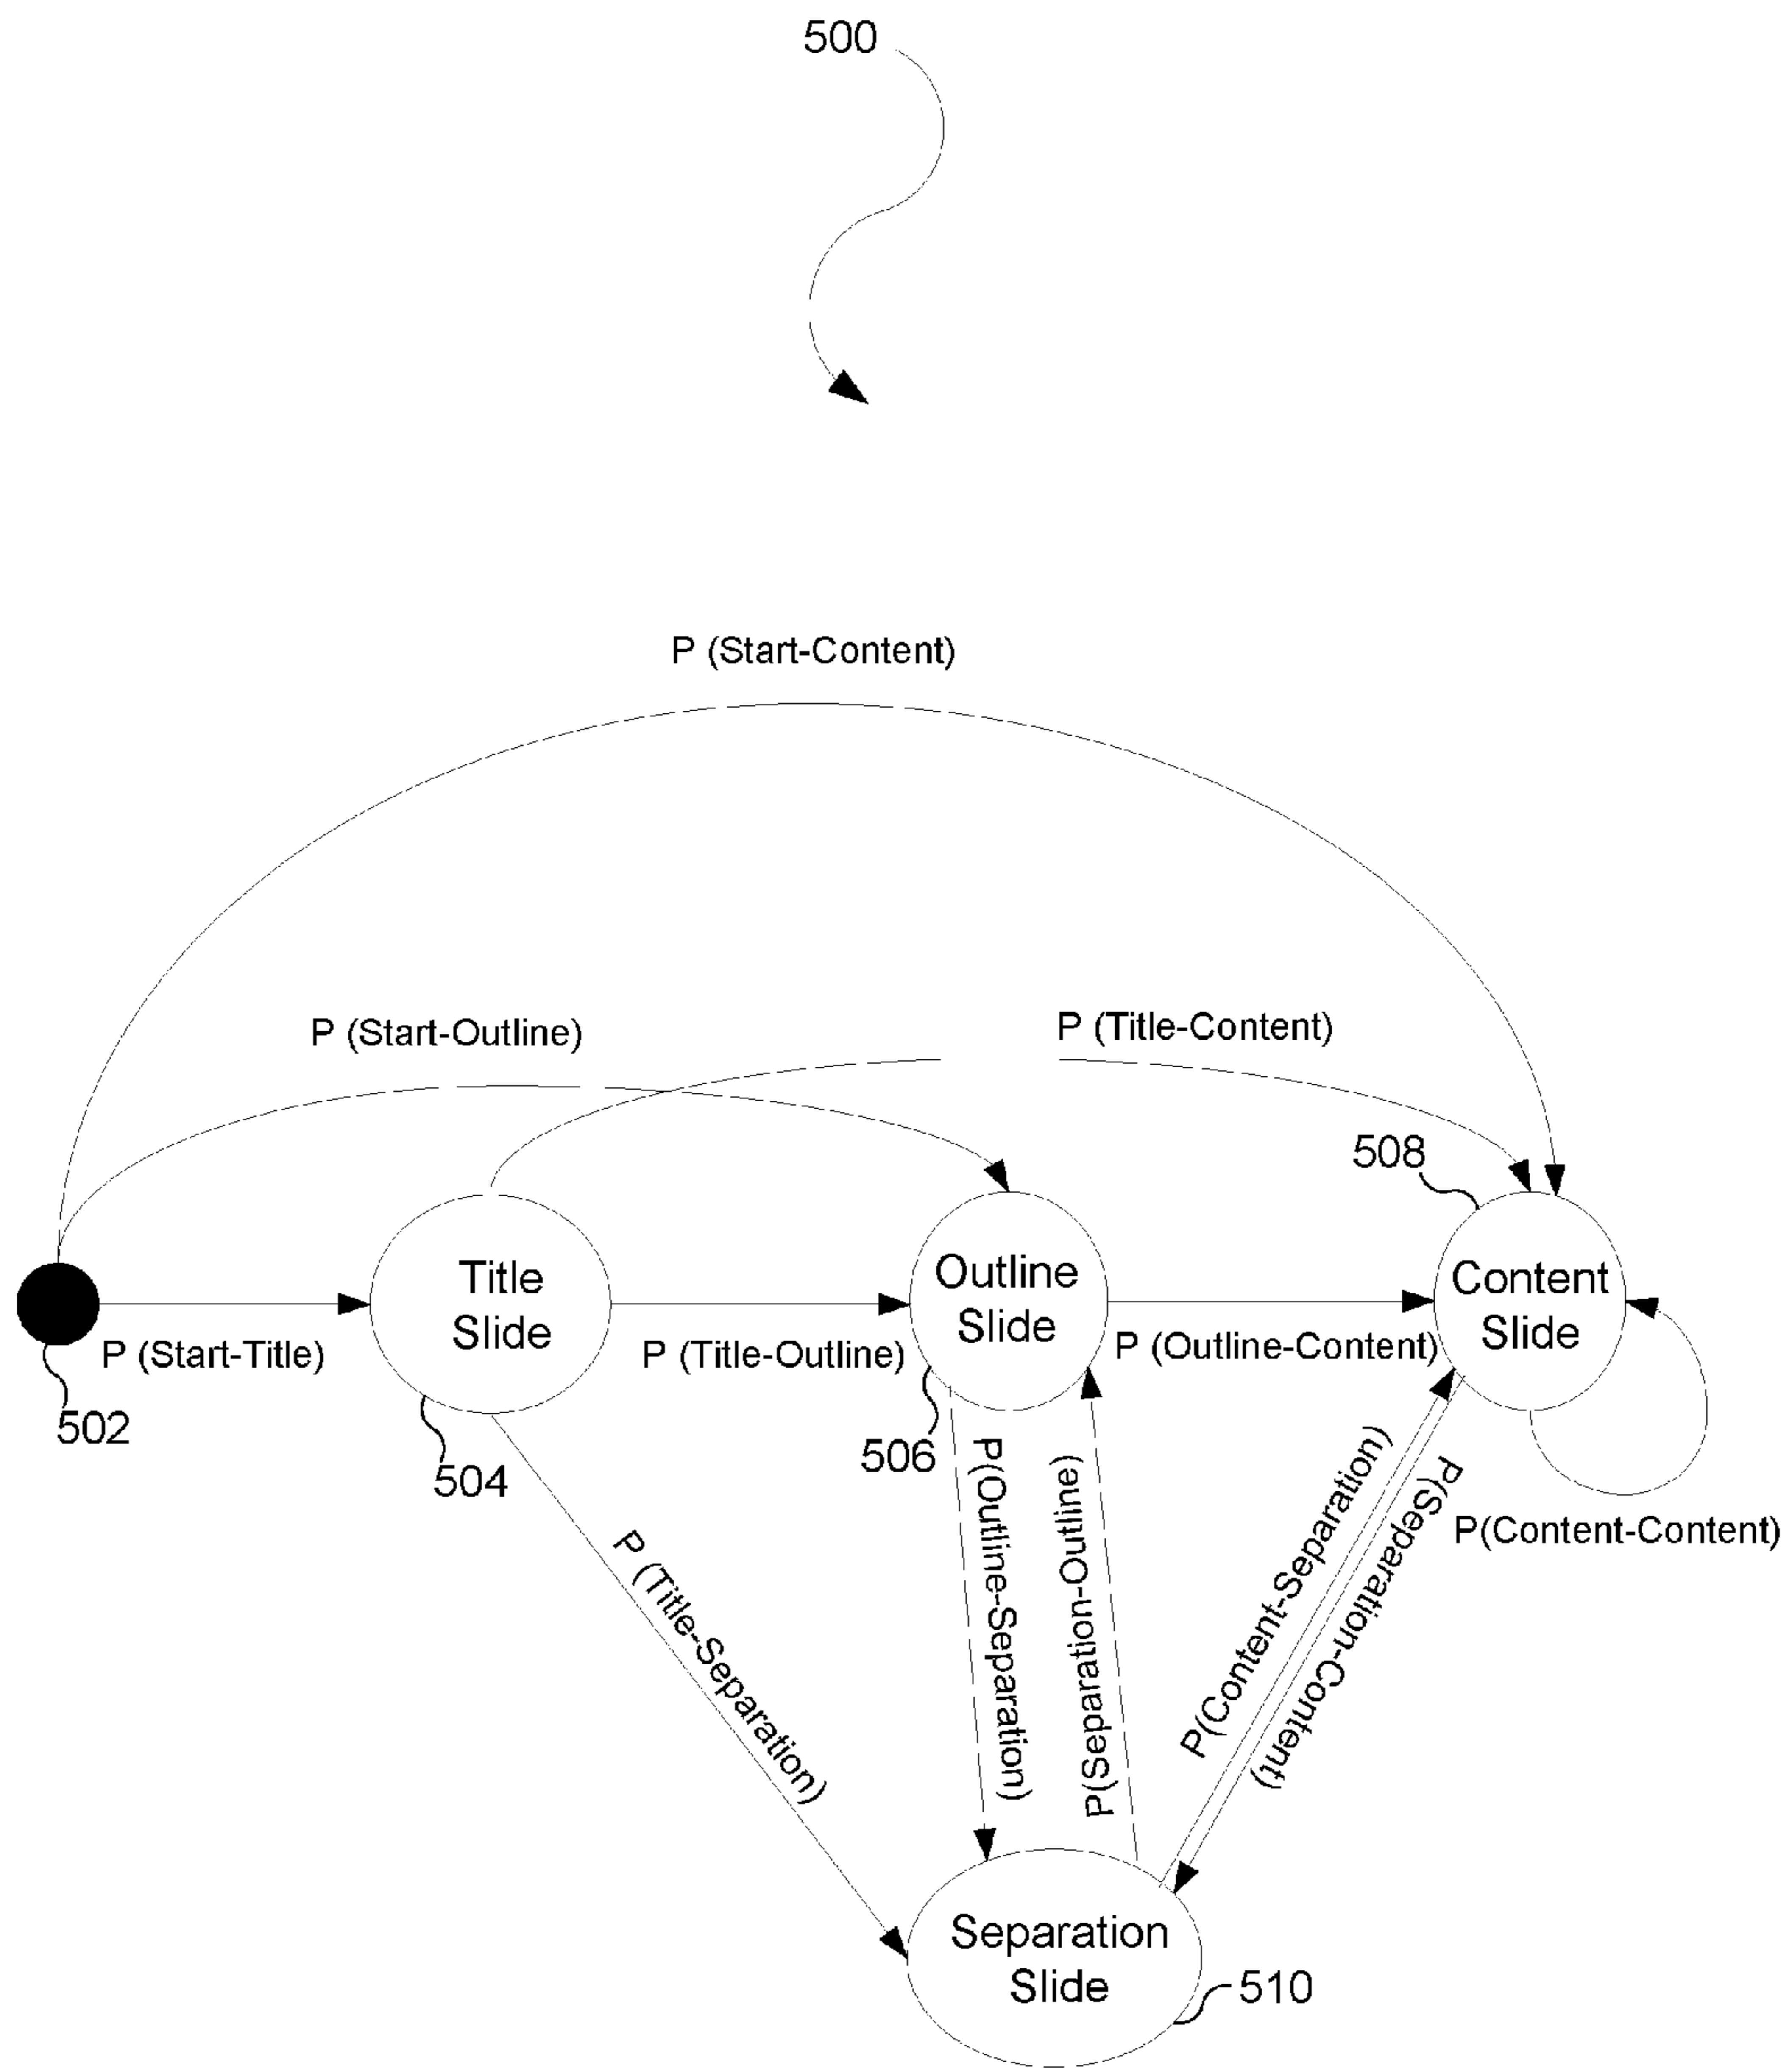 500
P (Start-Content)
P (Start-Outline)
P (Title-Content)
508
Title
Slide
Outline
Slide
Content
Slide
P (Start-Title)
P (Title-Outline)
P (Outline-Content)
502
504
506
P (Title-Separation)
P(Outline-Separation)
P(Separation-Outline)
P(Content-Separation)
P(Separation-Content)
P(Content-Content)
Separation
Slide
510